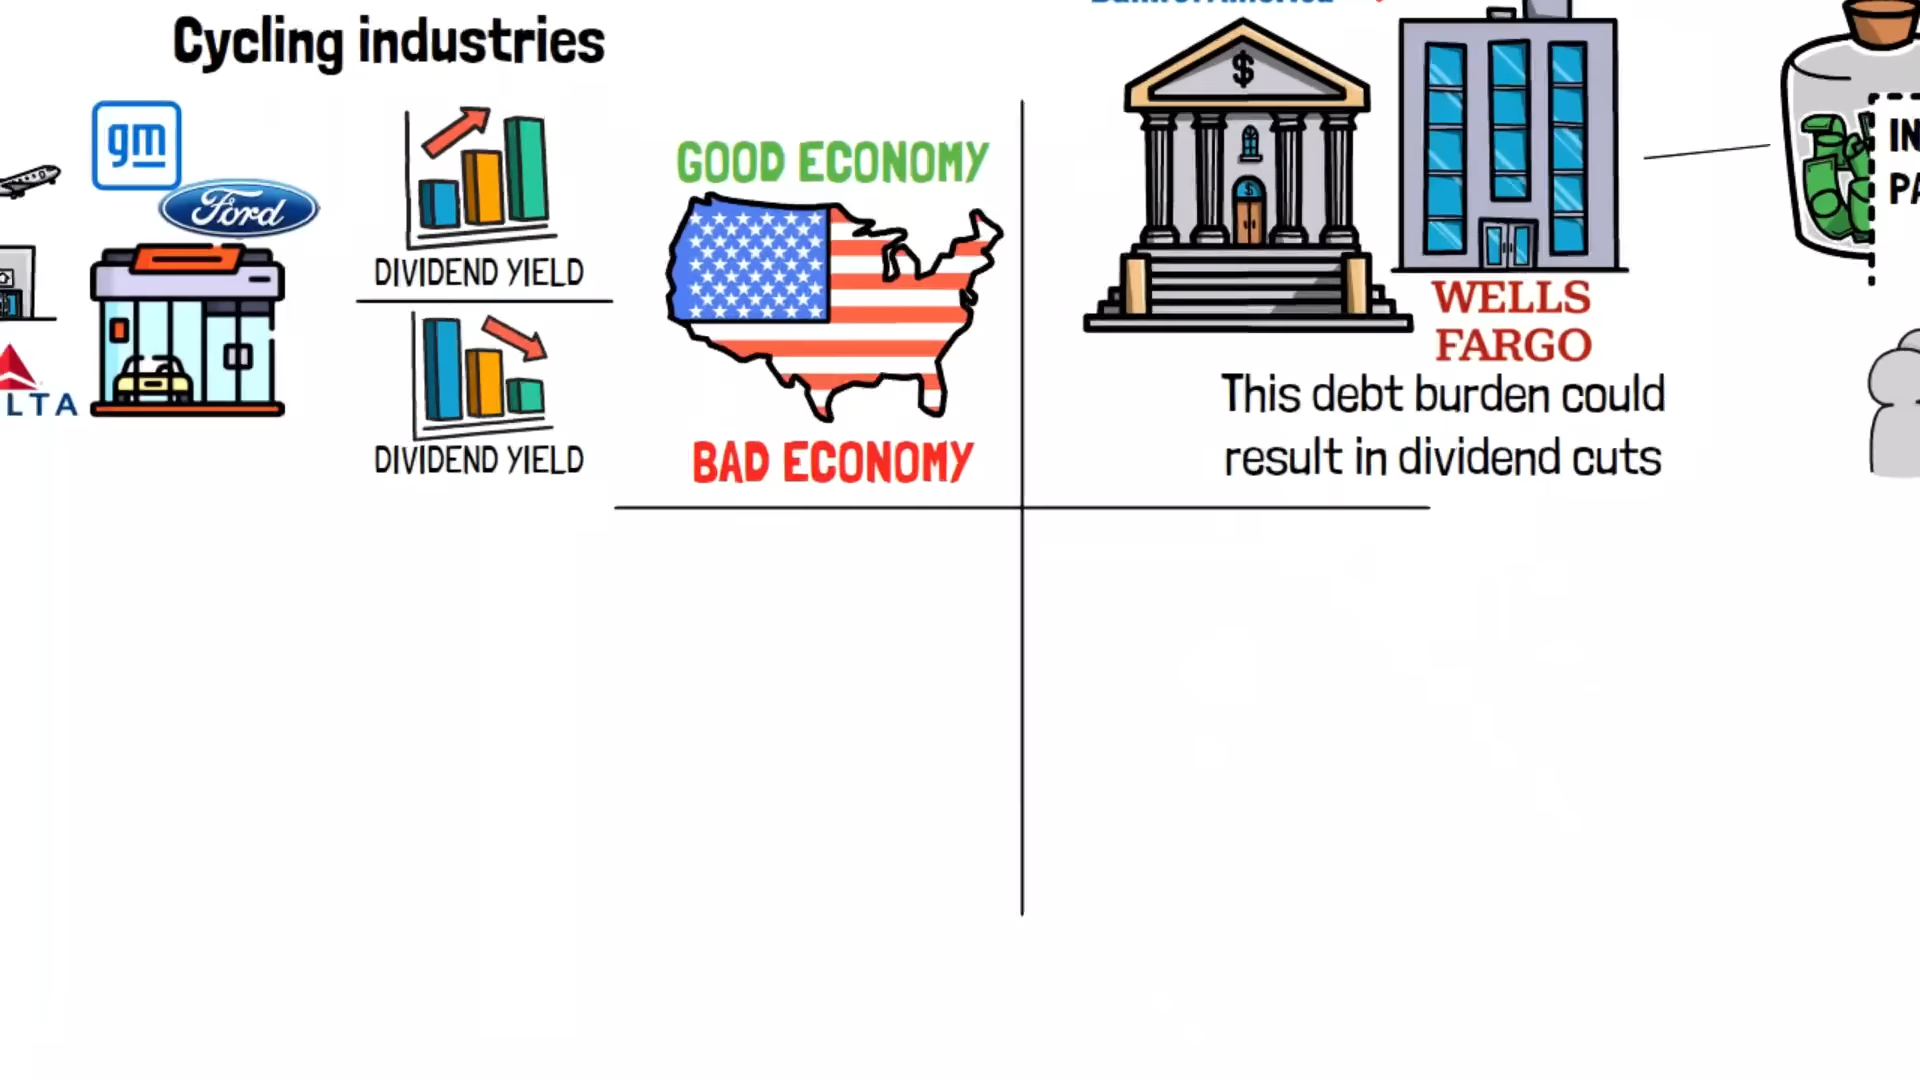 Cycling industries
gm
Ford
LTA
DIVIDEND YIELD
DIVIDEND YIELD
GOOD ECONOMY
BAD ECONOMY
$
$
WELLS
FARGO
This debt burden could
result in dividend cuts
IN
PA